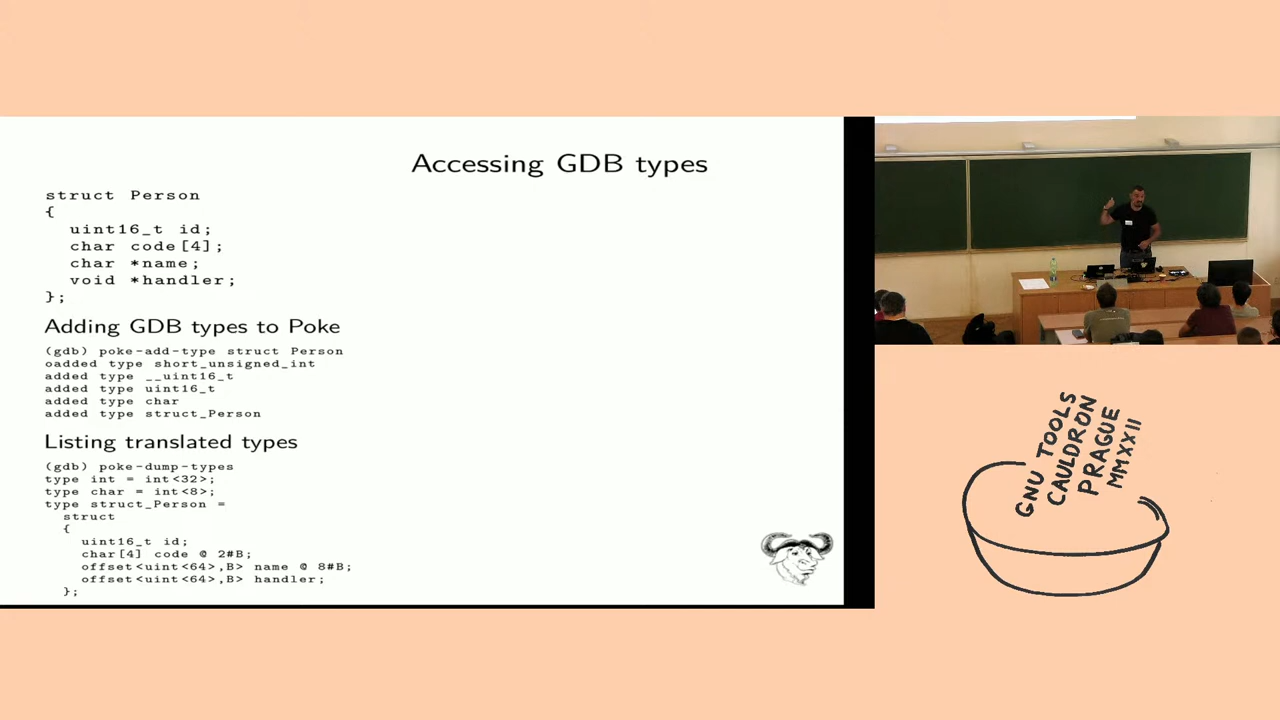 Accessing GDB types
struct Person
{
uint16_t id;
char code[4];
char *name;
void *handler;
};
Adding GDB types to Poke
(gdb) poke-add-type struct Person
oadded type short_unsigned_int
added type __uint16_t
added type uint16_t
added type char
added type struct_Person
Listing translated types
(gdb) poke-dump-types
type int = int<32>;
type char = int<8>;
type struct_Person =
struct
{
uint16_t id;
char[4] code @ 2#B;
offset<uint<64>,B> name @ 8#B;
offset<uint<64>,B> handler;
};
GNU TOOLS
CAULDRON
PRAGUE
MMXXII